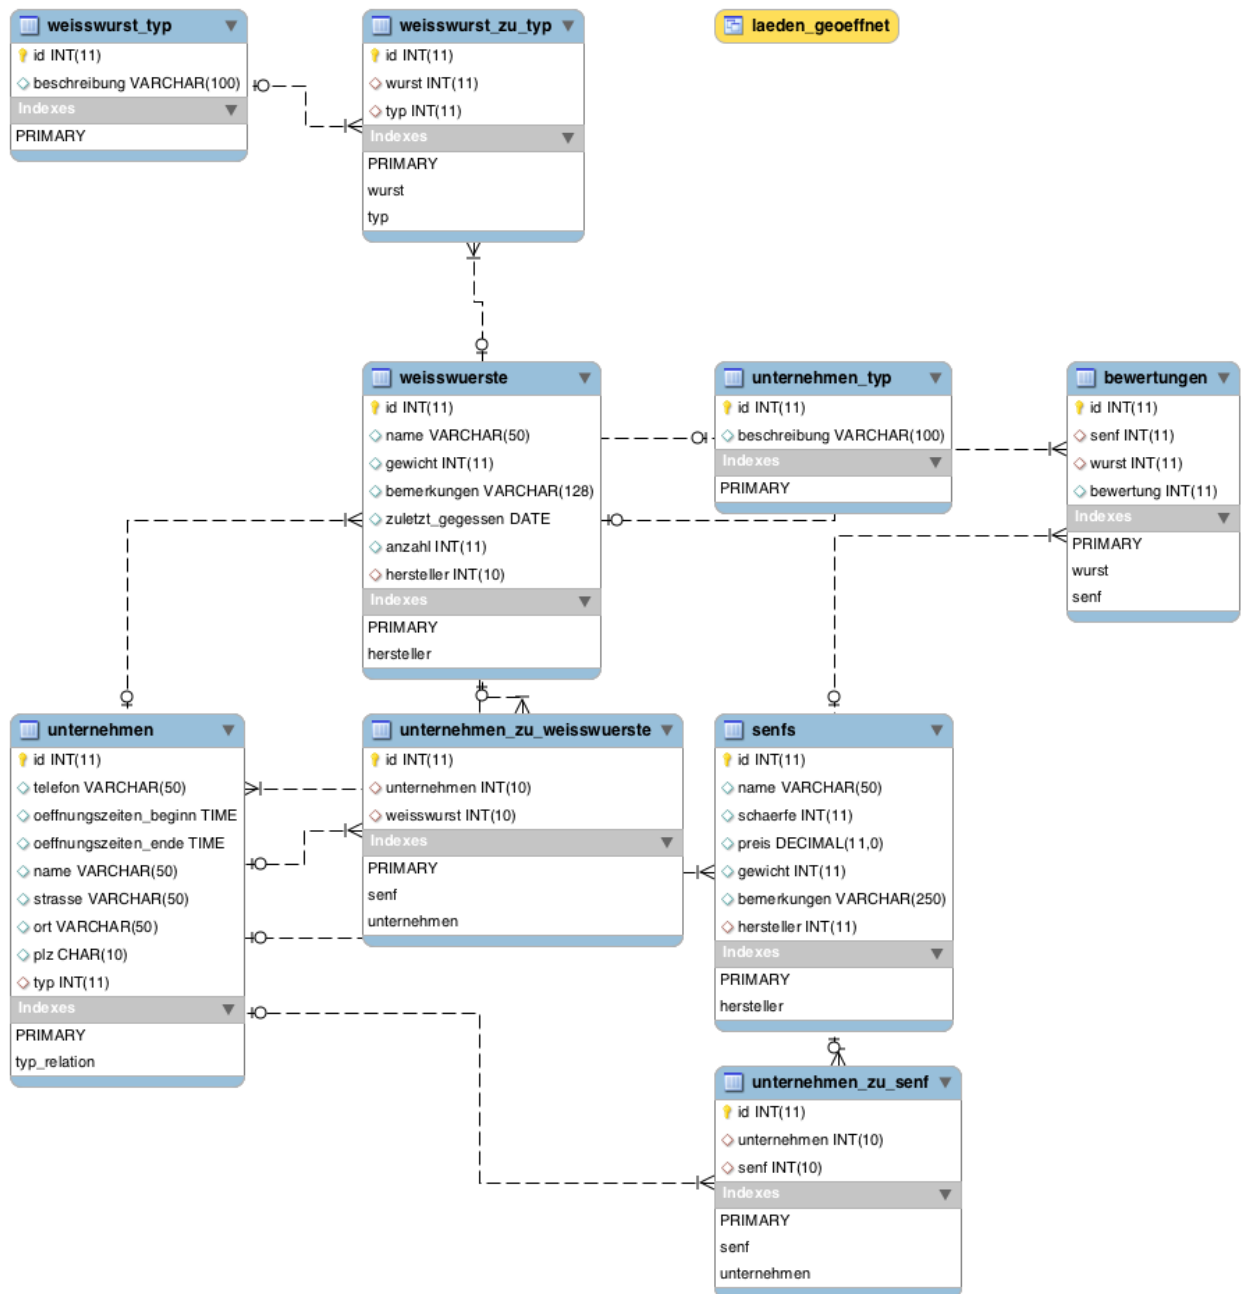 weisswurst_typ
id INT(11)
beschreibung VARCHAR(100)
Indexes
PRIMARY
weisswurst_zu_typ
id INT(11)
wurst INT(11)
typ INT(11)
Indexes
PRIMARY
wurst
typ
laeden_geoeffnet
weisswuerste
id INT(11)
name VARCHAR(50)
gewicht INT(11)
bemerkungen VARCHAR(128)
zuletzt_gegessen DATE
anzahl INT(11)
hersteller INT(10)
Indexes
PRIMARY
hersteller
unternehmen_typ
id INT(11)
beschreibung VARCHAR(100)
Indexes
PRIMARY
bewertungen
id INT(11)
senf INT(11)
wurst INT(11)
bewertung INT(11)
Indexes
PRIMARY
wurst
senf
unternehmen
id INT(11)
telefon VARCHAR(50)
oeffnungszeiten_beginn TIME
oeffnungszeiten_ende TIME
name VARCHAR(50)
strasse VARCHAR(50)
ort VARCHAR(50)
plz CHAR(10)
typ INT(11)
Indexes
PRIMARY
typ_relation
unternehmen_zu_weisswuerste
id INT(11)
unternehmen INT(10)
weisswurst INT(10)
Indexes
PRIMARY
senf
unternehmen
senfs
id INT(11)
name VARCHAR(50)
schaerfe INT(11)
preis DECIMAL(11,0)
gewicht INT(11)
bemerkungen VARCHAR(250)
hersteller INT(11)
Indexes
PRIMARY
hersteller
unternehmen_zu_senf
id INT(11)
unternehmen INT(10)
senf INT(10)
Indexes
PRIMARY
senf
unternehmen